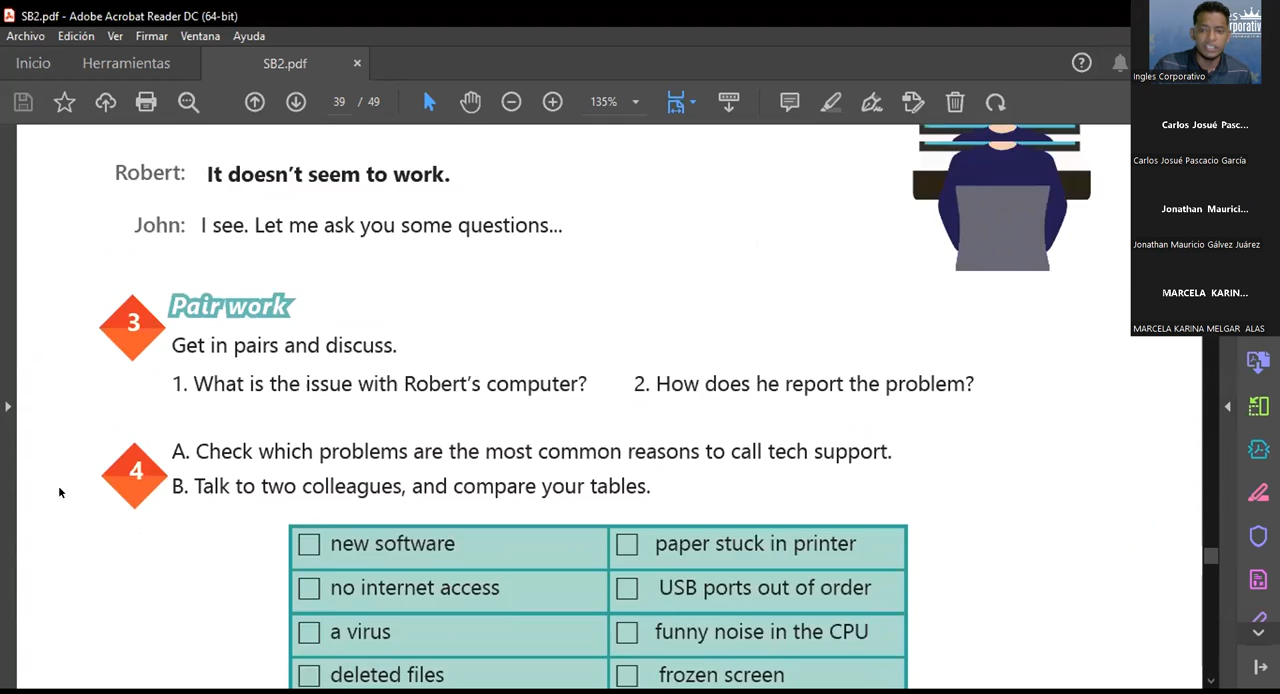 SB2.pdf - Adobe Acrobat Reader DC (64-bit)
Archivo Edición Ver Firmar Ventana Ayuda
Inicio Herramientas SB2.pdf ×
39 / 49 135%
Ingles Corporativo
Carlos Josué Pasc...
Carlos Josué Pascacio García
Jonathan Maurici...
Jonathan Mauricio Gálvez Juárez
MARCELA KARIN...
MARCELA KARINA MELGAR ALAS
Robert: It doesn't seem to work.
John: I see. Let me ask you some questions...
3 Pair work
Get in pairs and discuss.
1. What is the issue with Robert's computer? 2. How does he report the problem?
4 A. Check which problems are the most common reasons to call tech support.
B. Talk to two colleagues, and compare your tables.
new software paper stuck in printer
no internet access USB ports out of order
a virus funny noise in the CPU
deleted files frozen screen